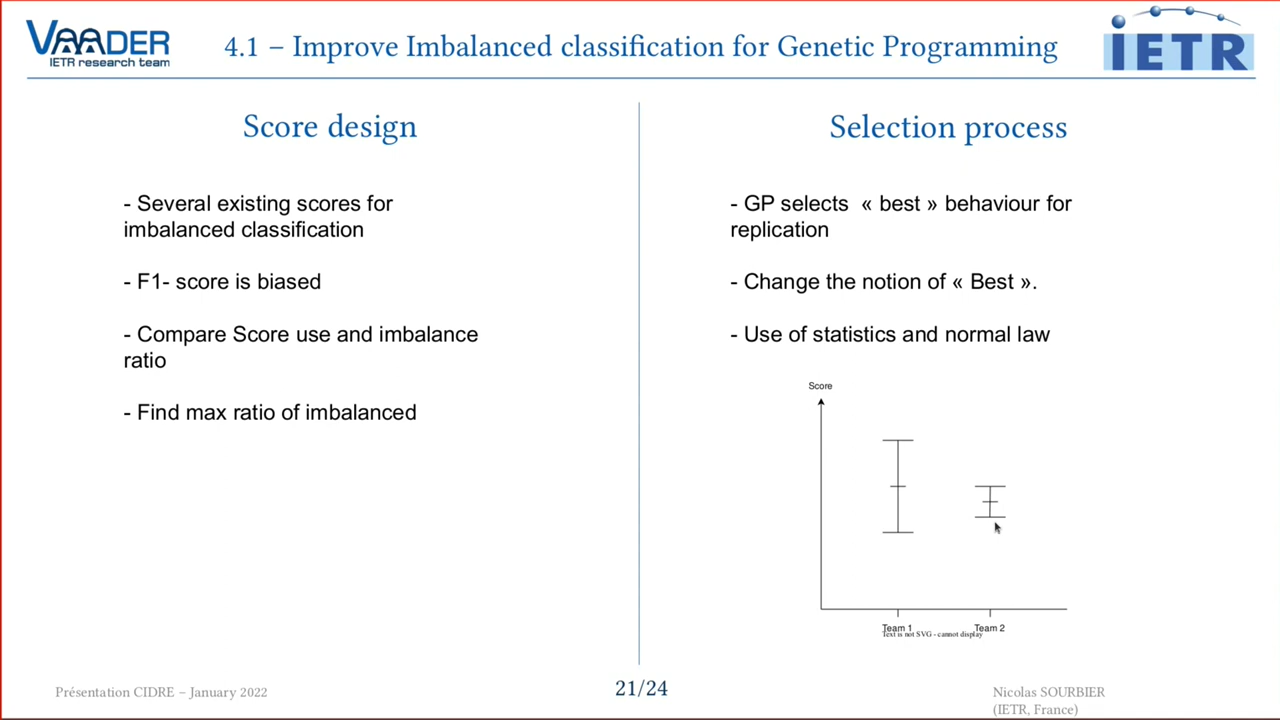 VAADER
IETR research team
4.1 – Improve Imbalanced classification for Genetic Programming
iETR
Score design
- Several existing scores for
imbalanced classification
- F1- score is biased
- Compare Score use and imbalance
ratio
- Find max ratio of imbalanced
Selection process
- GP selects « best » behaviour for
replication
- Change the notion of « Best ».
- Use of statistics and normal law
Score
Team 1 Team 2
Text is not SVG - cannot display
Présentation CIDRE – January 2022
21/24
Nicolas SOURBIER
(IETR, France)